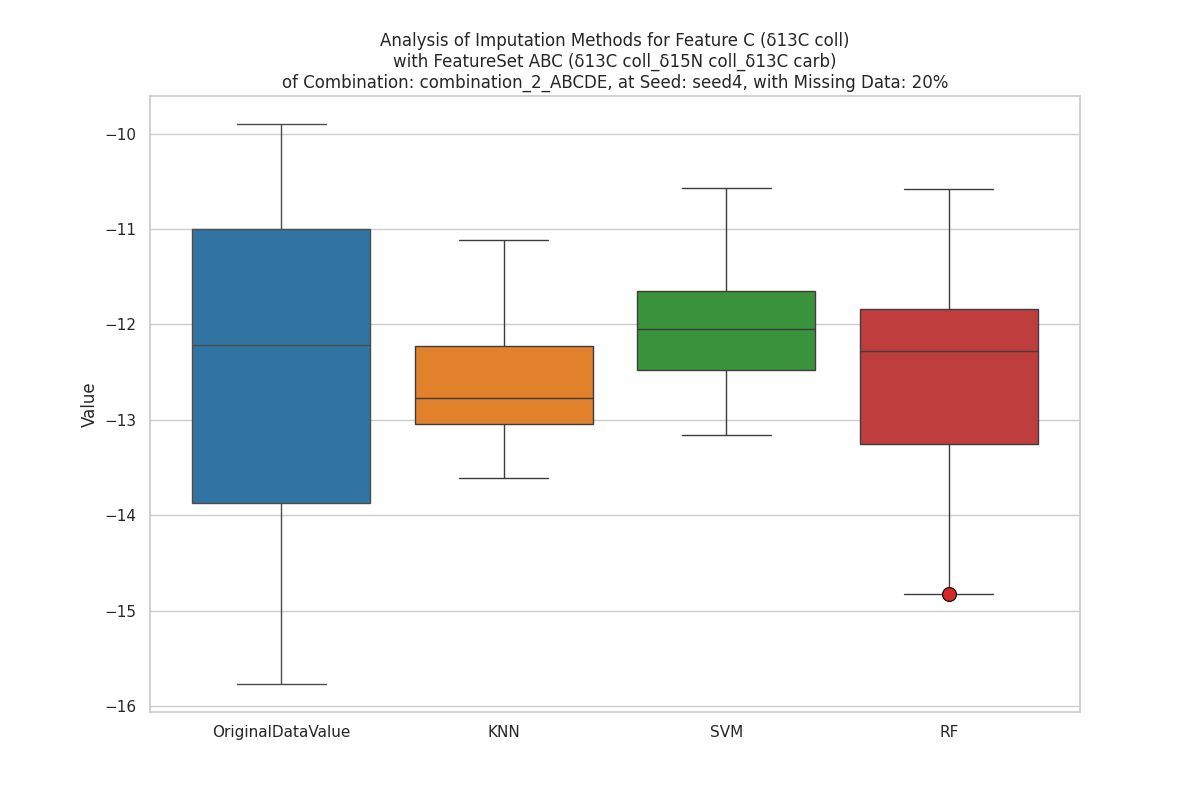 Analysis of Imputation Methods for Feature C (δ13C coll)
with FeatureSet ABC (δ13C coll_δ15N coll_δ13C carb)
of Combination: combination_2_ABCDE, at Seed: seed4, with Missing Data: 20%
Value
−10
−11
−12
−13
−14
−15
−16
OriginalDataValue
KNN
SVM
RF